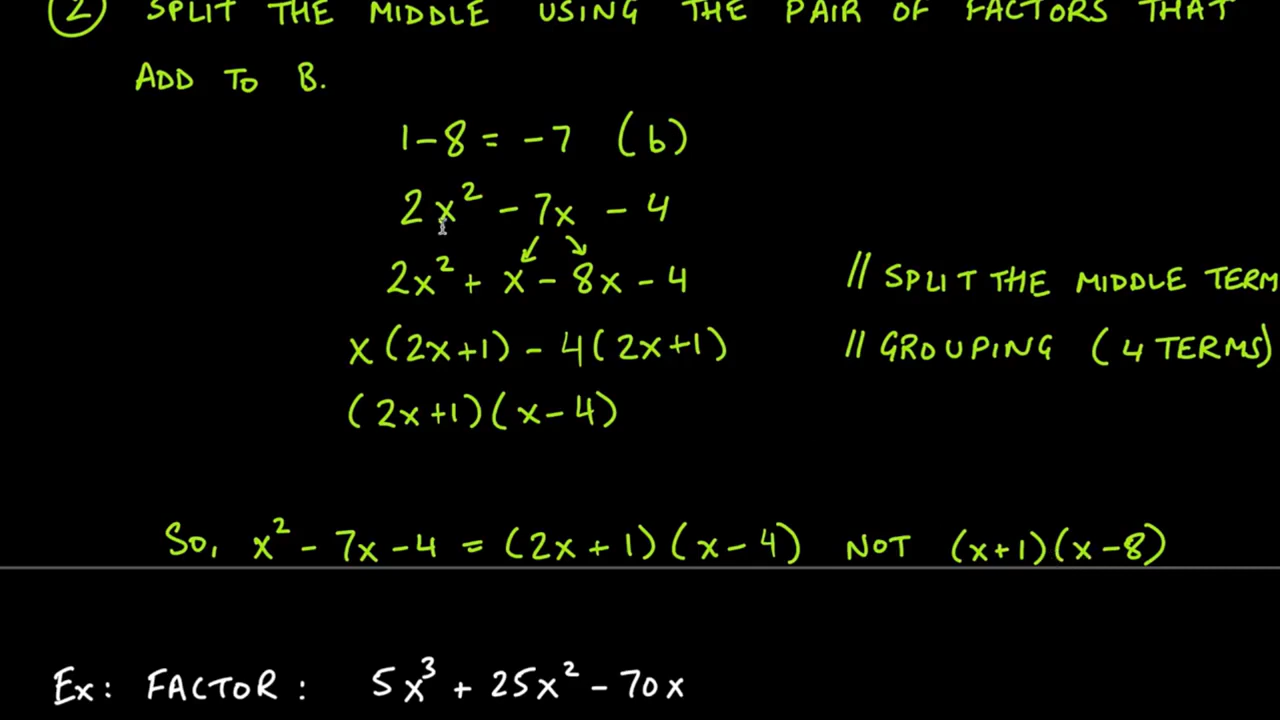 ② SPLIT THE MIDDLE USING THE PAIR OF FACTORS THAT
ADD TO B.
1-8 = -7 (b)
2x² - 7x - 4
2x² + x - 8x - 4 // SPLIT THE MIDDLE TERM
x(2x+1) - 4(2x+1) // GROUPING (4 TERMS)
(2x+1)(x-4)
So, x² - 7x - 4 = (2x + 1)(x - 4) NOT (x+1)(x-8)
Ex: FACTOR: 5x³ + 25x² - 70x